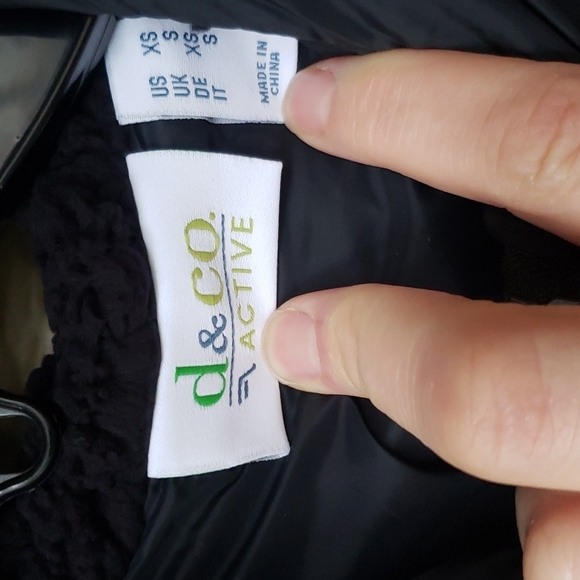 US XS
UK S
DE XS
IT S
MADE IN
CHINA
d&co.
ACTIVE